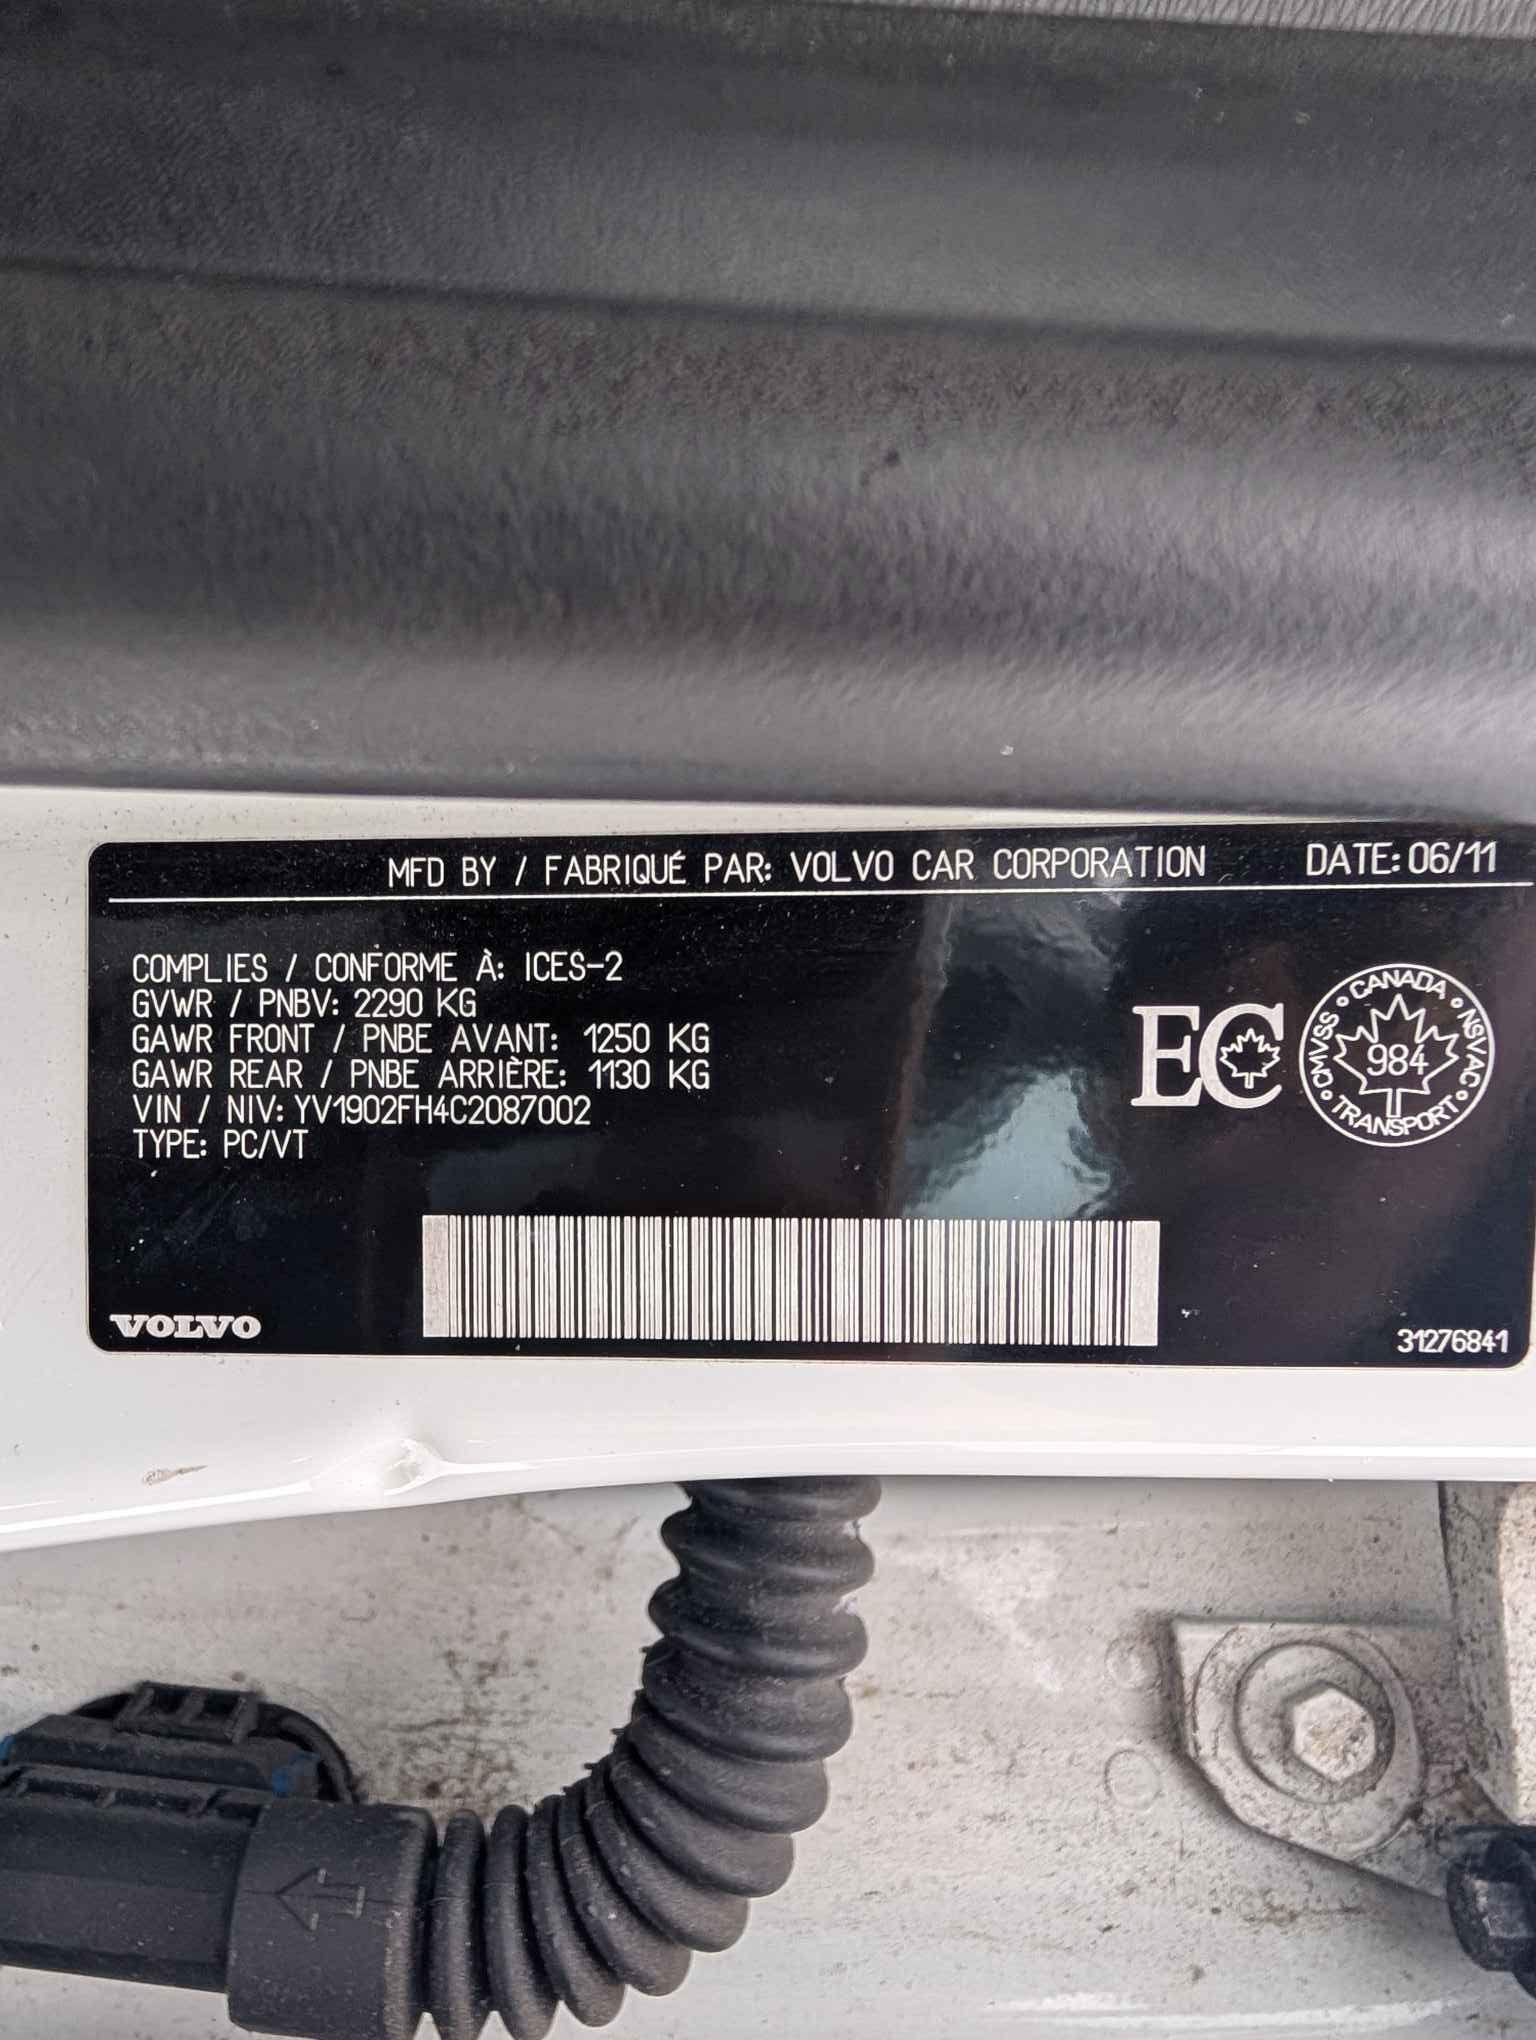 MFD BY / FABRIQUÉ PAR: VOLVO CAR CORPORATION DATE: 06/11
COMPLIES / CONFORME À: ICES-2
GVWR / PNBV: 2290 KG
GAWR FRONT / PNBE AVANT: 1250 KG
GAWR REAR / PNBE ARRIÈRE: 1130 KG
VIN / NIV: YV1902FH4C2087002
TYPE: PC/VT
EC
CANADA
CMVSS NSVAC
984
TRANSPORT
VOLVO
31276841